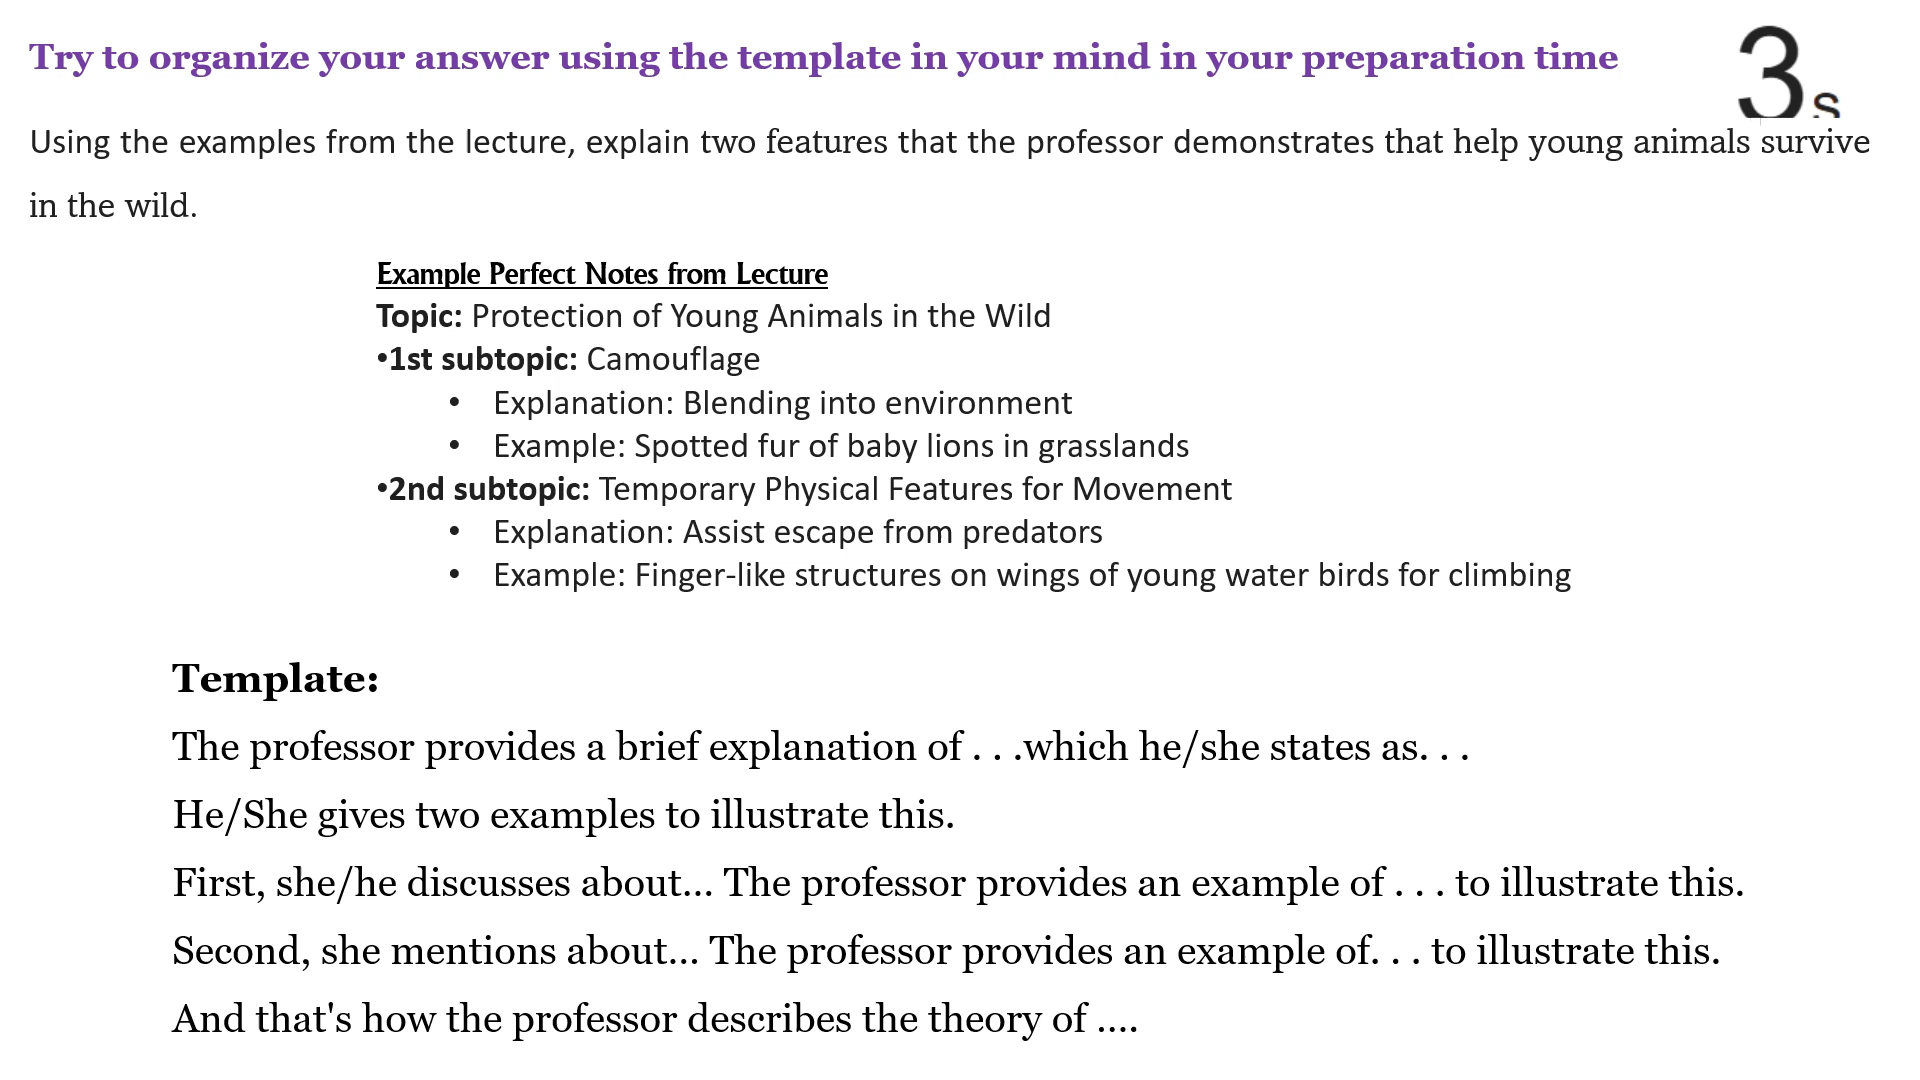 Try to organize your answer using the template in your mind in your preparation time
3s
Using the examples from the lecture, explain two features that the professor demonstrates that help young animals survive
in the wild.
Example Perfect Notes from Lecture
Topic: Protection of Young Animals in the Wild
•1st subtopic: Camouflage
• Explanation: Blending into environment
• Example: Spotted fur of baby lions in grasslands
•2nd subtopic: Temporary Physical Features for Movement
• Explanation: Assist escape from predators
• Example: Finger-like structures on wings of young water birds for climbing
Template:
The professor provides a brief explanation of . . .which he/she states as. . .
He/She gives two examples to illustrate this.
First, she/he discusses about... The professor provides an example of . . . to illustrate this.
Second, she mentions about... The professor provides an example of. . . to illustrate this.
And that's how the professor describes the theory of ....